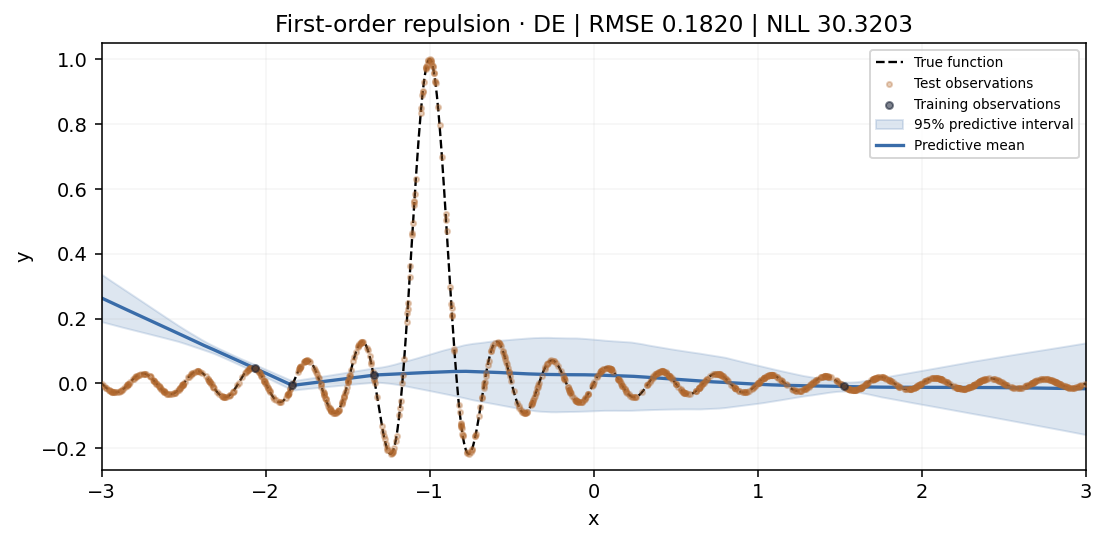 First-order repulsion · DE | RMSE 0.1820 | NLL 30.3203
True function
Test observations
Training observations
95% predictive interval
Predictive mean
1.0
0.8
0.6
0.4
0.2
0.0
−0.2
y
−3
−2
−1
0
1
2
3
x